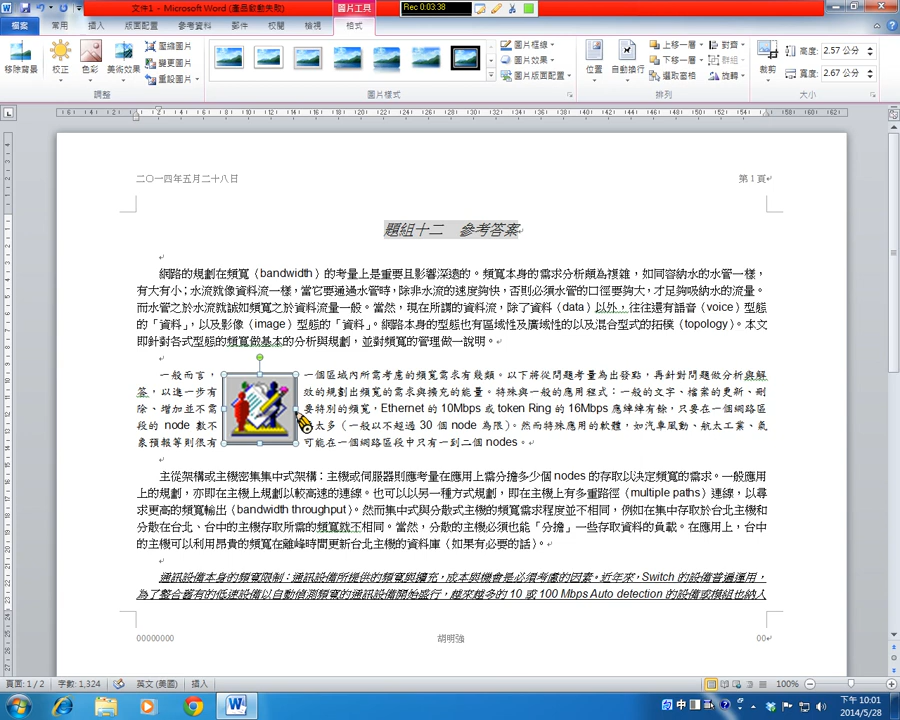 文件1 - Microsoft Word (產品啟動失敗)
圖片工具
Rec 0:03:38
檔案 常用 插入 版面配置 參考資料 郵件 校閱 檢視 格式
移除背景 校正 色彩 美術效果 壓縮圖片 變更圖片 重設圖片
圖片框線 圖片效果 圖片版面配置
位置 自動換行 上移一層 下移一層 選取窗格 對齊 群組 旋轉
裁剪 高度: 2.57 公分 寬度: 2.67 公分
調整 圖片樣式 排列 大小
二○一四年五月二十八日 第 1 頁
題組十二 參考答案
網路的規劃在頻寬（bandwidth）的考量上是重要且影響深遠的。頻寬本身的需求分析頗為複雜，如同容納水的水管一樣，
有大有小；水流就像資料流一樣，當它要通過水管時，除非水流的速度夠快，否則必須水管的口徑要夠大，才足夠吸納水的流量。
而水管之於水流就誠如頻寬之於資料流量一般。當然，現在所謂的資料流，除了資料（data）以外，往往還有語音（voice）型態
的「資料」，以及影像（image）型態的「資料」。網路本身的型態也有區域性及廣域性的以及混合型式的拓樸（topology）。本文
即針對各式型態的頻寬做基本的分析與規劃，並對頻寬的管理做一說明。
一般而言， 一個區域內所需考慮的頻寬需求有幾類。以下將從問題考量為出發點，再針對問題做分析與解
答，以進一步有 效的規劃出頻寬的需求與擴充的能量。特殊與一般的應用程式：一般的文字、檔案的更新、刪
除、增加並不需 要特別的頻寬，Ethernet 的 10Mbps 或 token Ring 的 16Mbps 應綽綽有餘，只要在一個網路區
段的 node 數不 太多（一般以不超過 30 個 node 為限）。然而特殊應用的軟體，如汽車風動、航太工業、氣
象預報等則很有 可能在一個網路區段中只有一到二個 nodes。
主從架構或主機密集集中式架構：主機或伺服器則應考量在應用上需分擔多少個 nodes 的存取以決定頻寬的需求。一般應用
上的規劃，亦即在主機上規劃以較高速的連線。也可以以另一種方式規劃，即在主機上有多重路徑（multiple paths）連線，以尋
求更高的頻寬輸出（bandwidth throughput）。然而集中式與分散式主機的頻寬需求程度並不相同，例如在集中存取於台北主機和
分散在台北、台中的主機存取所需的頻寬就不相同。當然，分散的主機必須也能「分擔」一些存取資料的負載。在應用上，台中
的主機可以利用昂貴的頻寬在離峰時間更新台北主機的資料庫（如果有必要的話）。
通訊設備本身的頻寬限制：通訊設備所提供的頻寬與擴充，成本與機會是必須考慮的因素。近年來，Switch 的設備普遍運用，
為了整合舊有的低速設備以自動偵測頻寬的通訊設備開始盛行，越來越多的 10 或 100 Mbps Auto detection 的設備或模組也納入
00000000 胡明強 00
頁面: 1 / 2 字數: 1,324 英文 (美國) 插入 100%
中 下午 10:01
2014/5/28